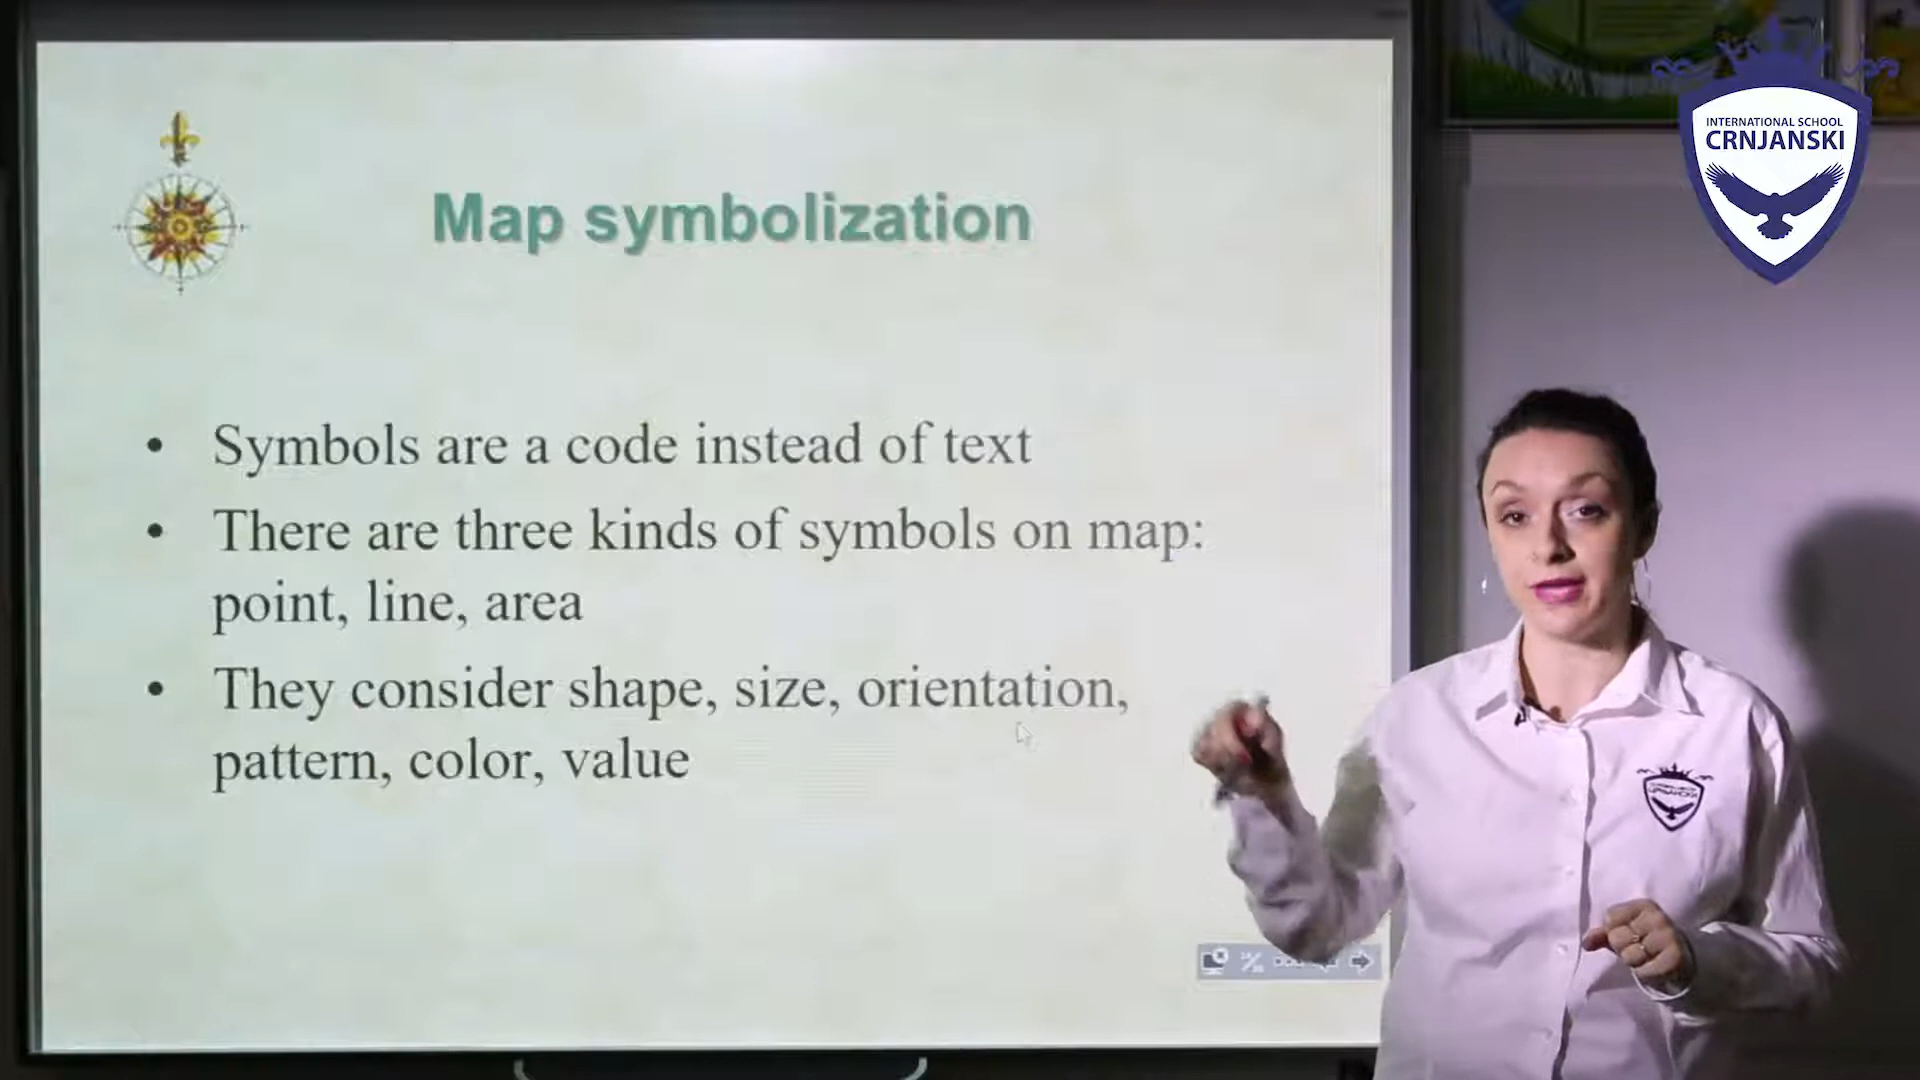 INTERNATIONAL SCHOOL
CRNJANSKI
Map symbolization
• Symbols are a code instead of text
• There are three kinds of symbols on map:
point, line, area
• They consider shape, size, orientation,
pattern, color, value